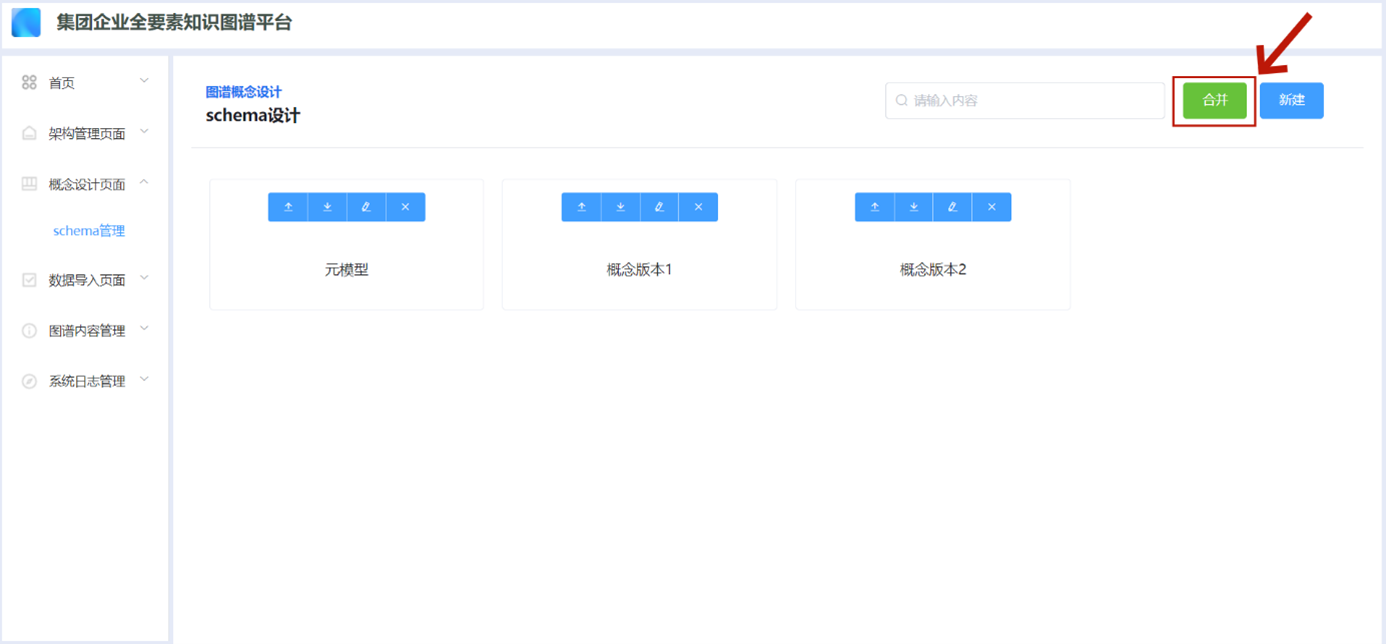 集团企业全要素知识图谱平台
首页
架构管理页面
概念设计页面
schema管理
数据导入页面
图谱内容管理
系统日志管理
图谱概念设计
schema设计
请输入内容
合并
新建
元模型
概念版本1
概念版本2